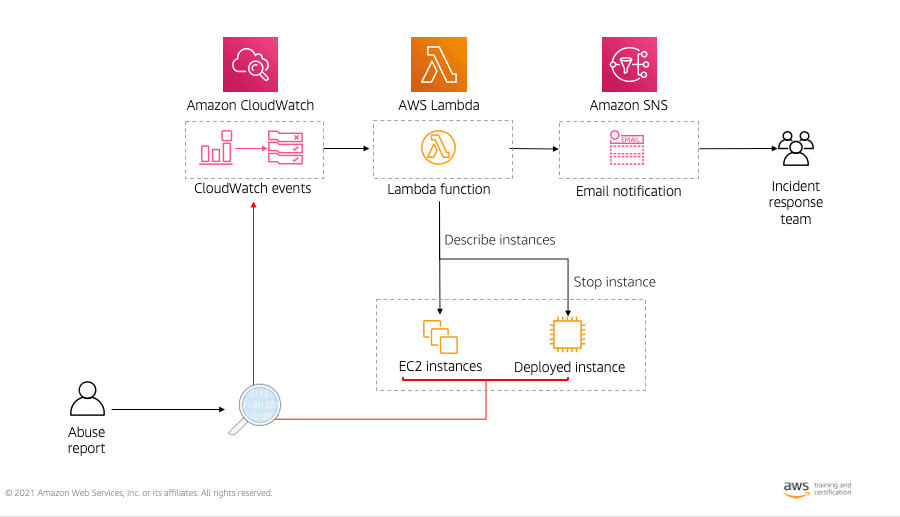 Amazon CloudWatch
AWS Lambda
Amazon SNS
EMAIL
CloudWatch events
Lambda function
Email notification
Incident
response
team
Describe instances
Stop instance
EC2 instances
Deployed instance
Abuse
report
© 2021 Amazon Web Services, Inc. or its affiliates. All rights reserved.
aws
training and
certification